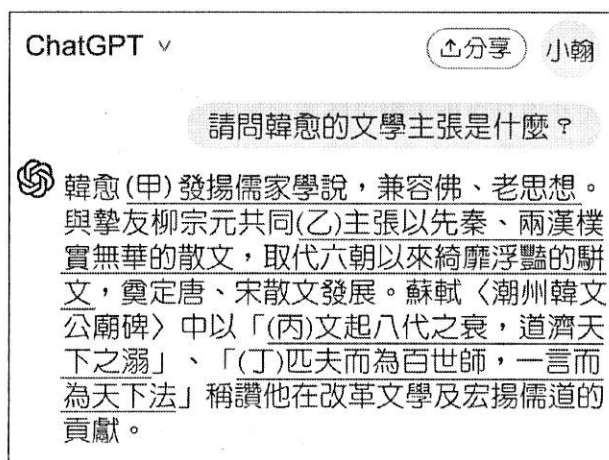 ChatGPT
分享 小翰
請問韓愈的文學主張是什麼?
韓愈(甲)發揚儒家學說,兼容佛、老思想。
與摯友柳宗元共同(乙)主張以先秦、兩漢樸
實無華的散文,取代六朝以來綺靡浮豔的駢
文,奠定唐、宋散文發展。蘇軾〈潮州韓文
公廟碑〉中以「(丙)文起八代之衰,道濟天
下之溺」、「(丁)匹夫而為百世師,一言而
為天下法」稱讚他在改革文學及宏揚儒道的
貢獻。